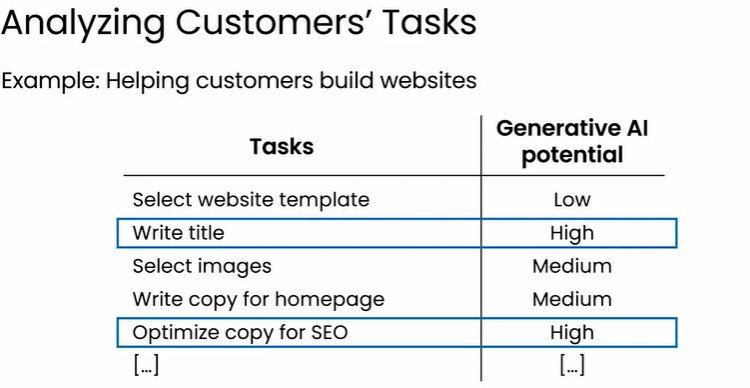 Analyzing Customers’ Tasks
Example: Helping customers build websites
Tasks
Generative AI
potential
Select website template Low
Write title High
Select images Medium
Write copy for homepage Medium
Optimize copy for SEO High
[...] [...]